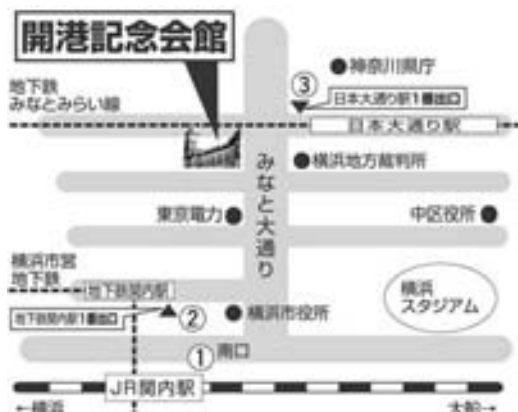 開港記念会館
地下鉄
みなとみらい線
神奈川県庁
③
日本大通り駅1番出口
日本大通り駅
みなと大通り
横浜地方裁判所
東京電力
中区役所
横浜市営
地下鉄
地下鉄関内駅
地下鉄関内駅1番出口
②
横浜市役所
横浜
スタジアム
①
南口
JR関内駅
←横浜
大船→